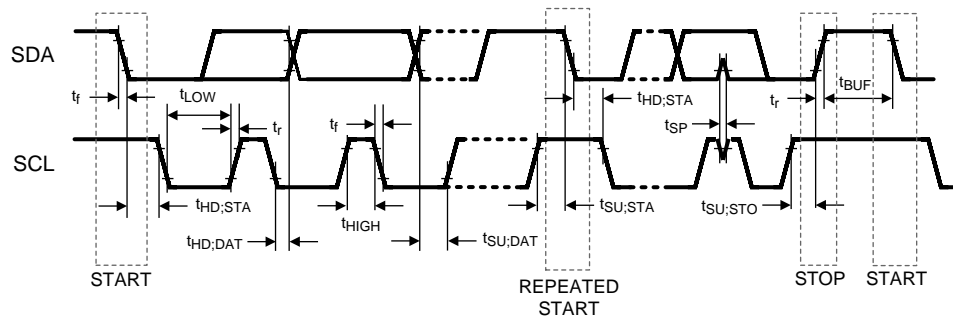 SDA
t_f
t_LOW
t_r
t_f
t_HD;STA
t_SP
t_r
t_BUF
SCL
t_HD;STA
t_HD;DAT
t_HIGH
t_SU;DAT
t_SU;STA
t_SU;STO
START
REPEATED
START
STOP
START